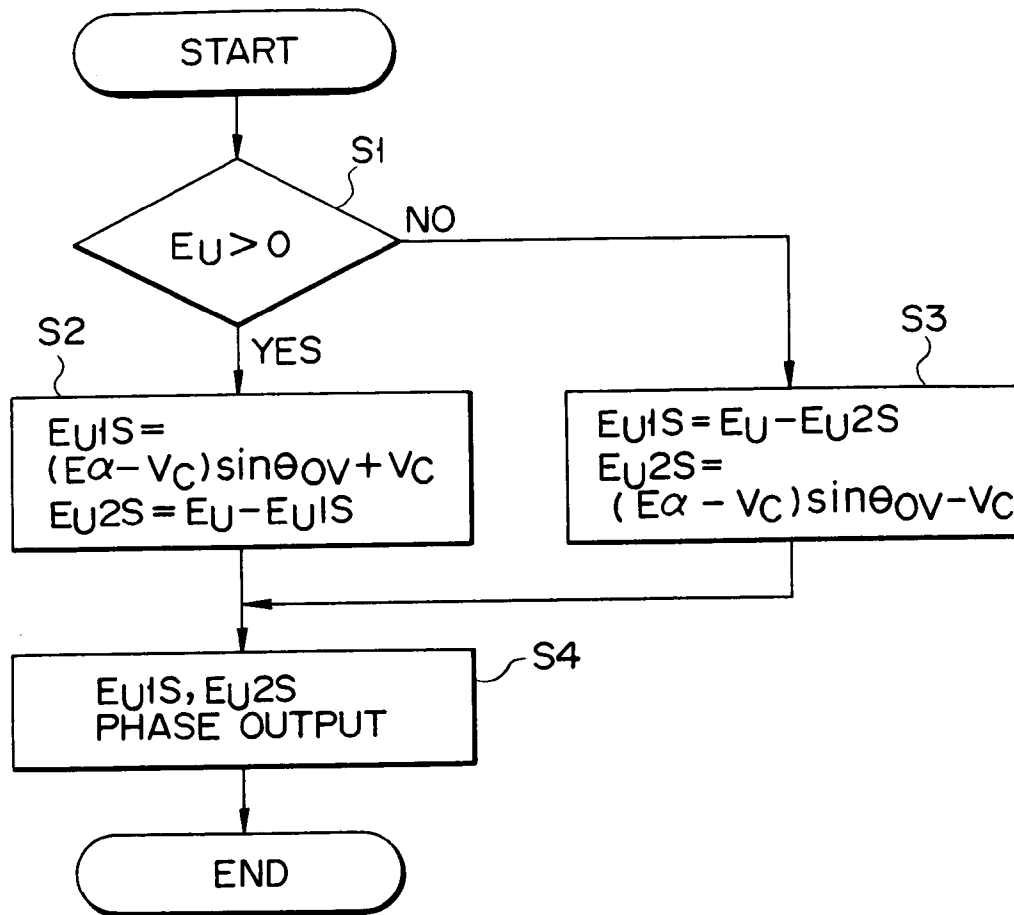 START
S1
EU>0
NO
YES
S2
EU1S=
(Eα-VC)sinθOV+VC
EU2S=EU-EU1S
S3
EU1S=EU-EU2S
EU2S=
(Eα-VC)sinθOV-VC
S4
EU1S,EU2S
PHASE OUTPUT
END